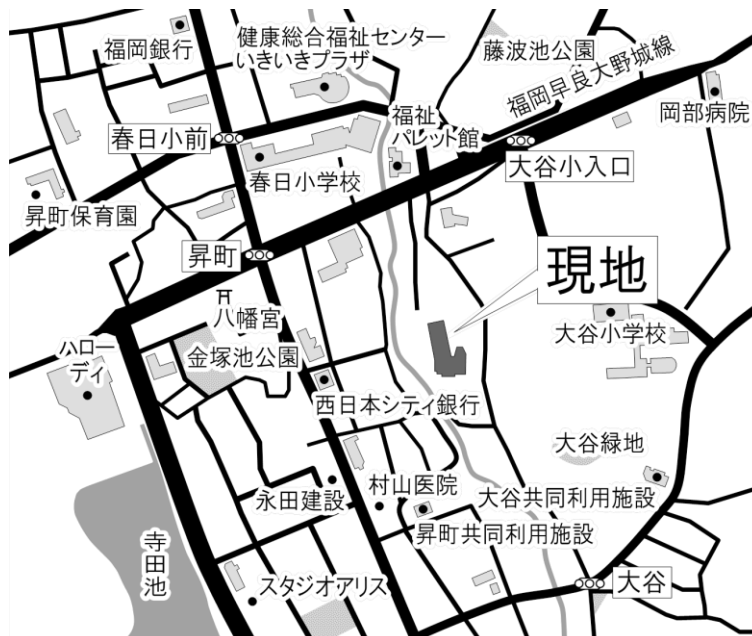 福岡銀行
健康総合福祉センター
いきいきプラザ
藤波池公園
福岡早良大野城線
岡部病院
春日小前
福祉
パレット館
大谷小入口
春日小学校
昇町保育園
昇町
現地
八幡宮
大谷小学校
ハロー
デイ
金塚池公園
西日本シティ銀行
大谷緑地
永田建設
村山医院
大谷共同利用施設
昇町共同利用施設
寺田池
スタジオアリス
大谷